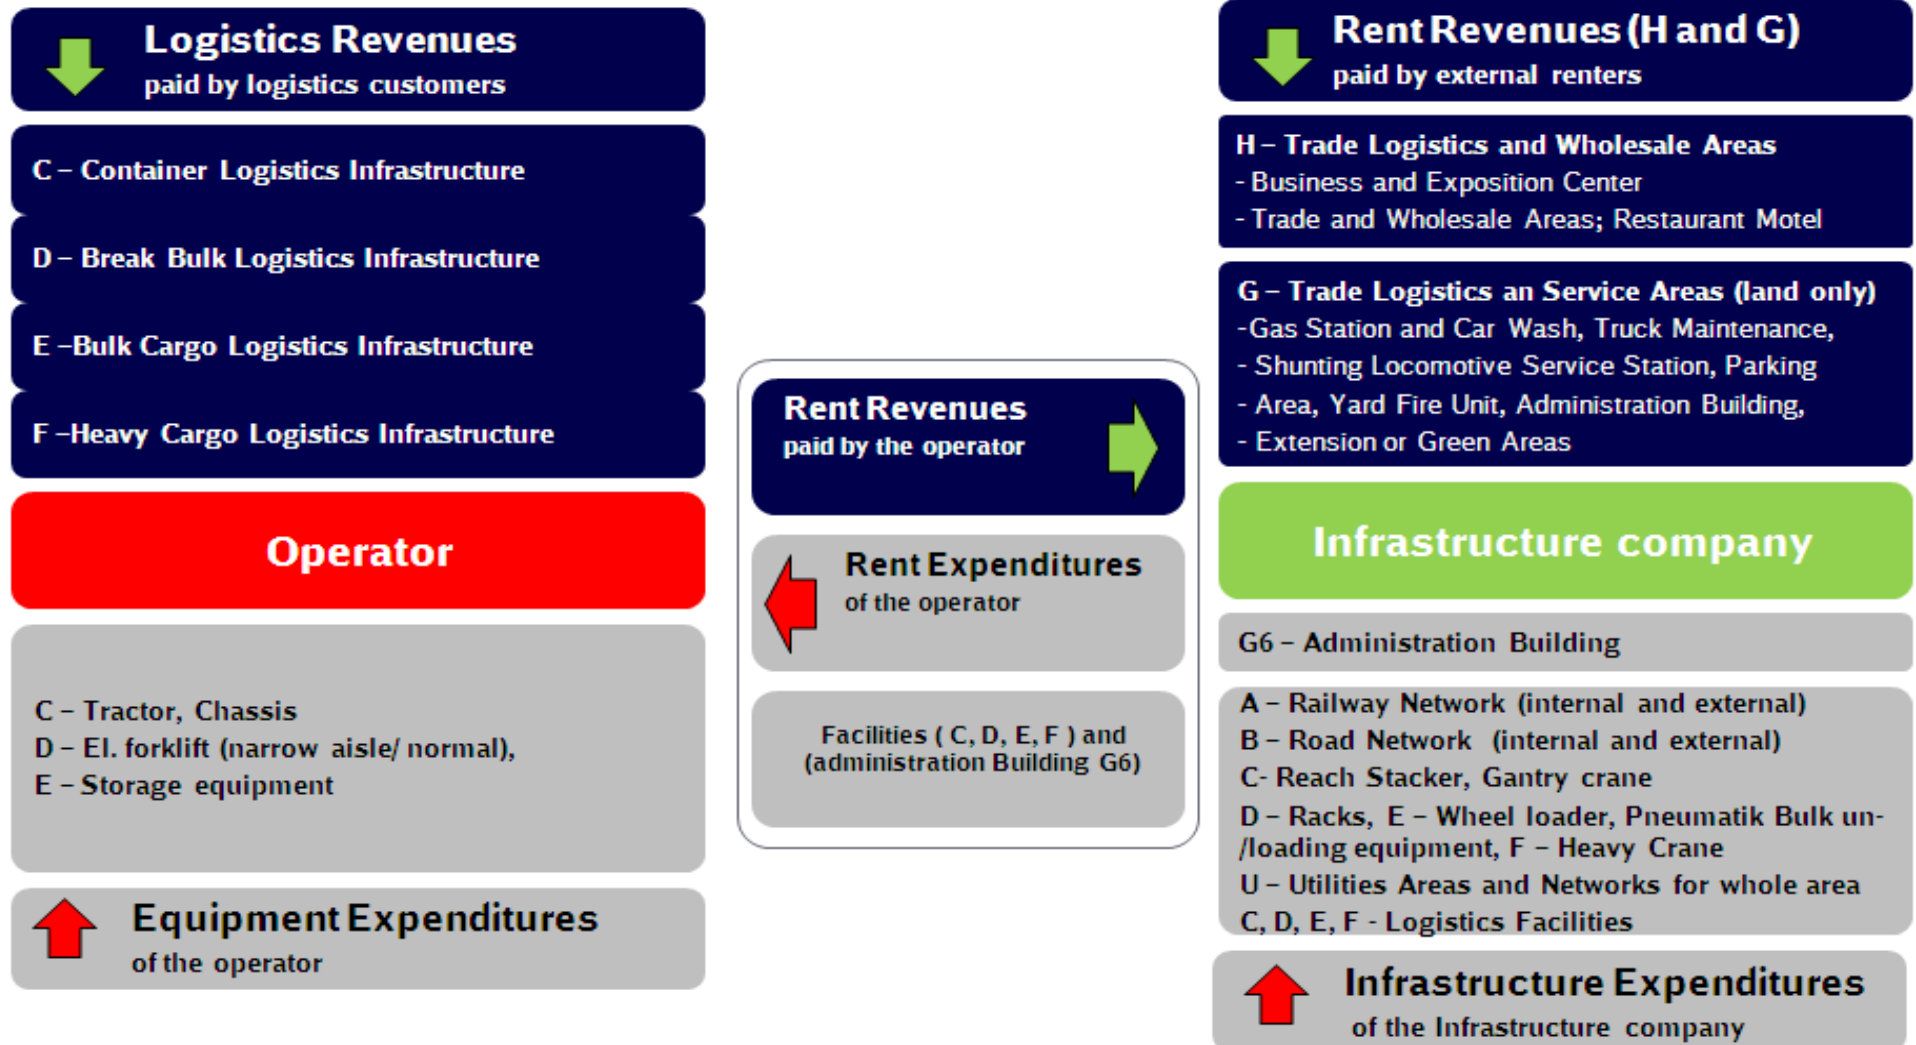 Logistics Revenues
paid by logistics customers
C – Container Logistics Infrastructure
D – Break Bulk Logistics Infrastructure
E –Bulk Cargo Logistics Infrastructure
F –Heavy Cargo Logistics Infrastructure
Operator
C – Tractor, Chassis
D – El. forklift (narrow aisle/ normal),
E – Storage equipment
Equipment Expenditures
of the operator
Rent Revenues
paid by the operator
Rent Expenditures
of the operator
Facilities ( C, D, E, F ) and
(administration Building G6)
Rent Revenues (H and G)
paid by external renters
H – Trade Logistics and Wholesale Areas
- Business and Exposition Center
- Trade and Wholesale Areas; Restaurant Motel
G – Trade Logistics an Service Areas (land only)
-Gas Station and Car Wash, Truck Maintenance,
- Shunting Locomotive Service Station, Parking
- Area, Yard Fire Unit, Administration Building,
- Extension or Green Areas
Infrastructure company
G6 – Administration Building
A – Railway Network (internal and external)
B – Road Network (internal and external)
C- Reach Stacker, Gantry crane
D – Racks, E – Wheel loader, Pneumatik Bulk un-
/loading equipment, F – Heavy Crane
U – Utilities Areas and Networks for whole area
C, D, E, F - Logistics Facilities
Infrastructure Expenditures
of the Infrastructure company